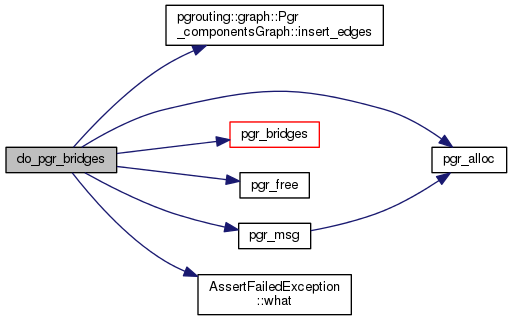 pgrouting::graph::Pgr
_componentsGraph::insert_edges
do_pgr_bridges
pgr_bridges
pgr_alloc
pgr_free
pgr_msg
AssertFailedException
::what